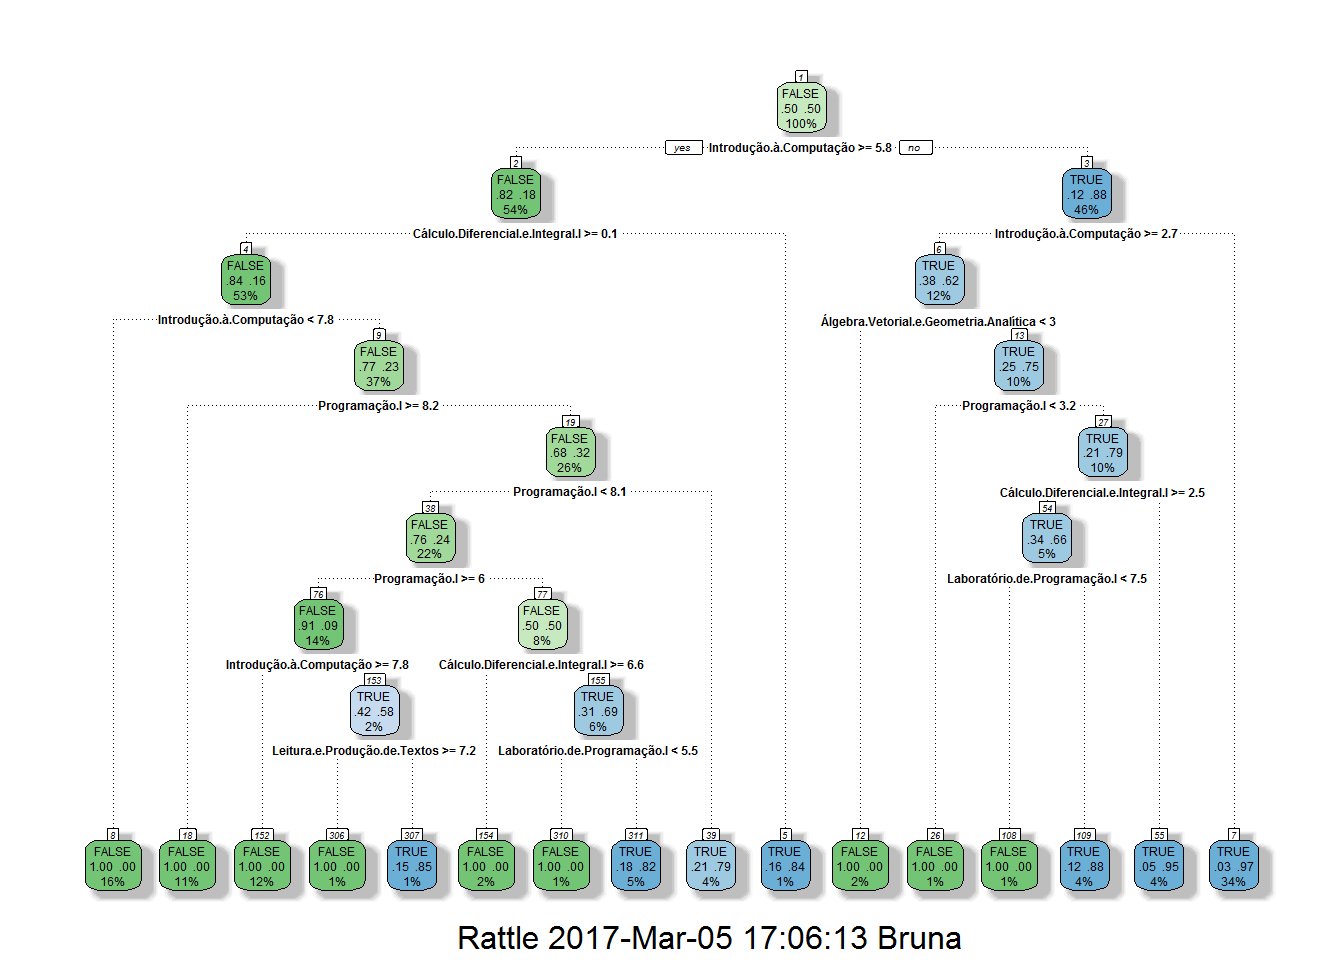 1
FALSE
.50 .50
100%
yes Introdução.à.Computação >= 5.8 no
2
FALSE
.82 .18
54%
3
TRUE
.12 .88
46%
Cálculo.Diferencial.e.Integral.I >= 0.1
Introdução.à.Computação >= 2.7
4
FALSE
.84 .16
53%
6
TRUE
.38 .62
12%
Introdução.à.Computação < 7.8
Álgebra.Vetorial.e.Geometria.Analítica < 3
9
FALSE
.77 .23
37%
13
TRUE
.25 .75
10%
Programação.I >= 8.2
Programação.I < 3.2
19
FALSE
.68 .32
26%
27
TRUE
.21 .79
10%
Programação.I < 8.1
Cálculo.Diferencial.e.Integral.I >= 2.5
38
FALSE
.76 .24
22%
54
TRUE
.34 .66
5%
Programação.I >= 6
Laboratório.de.Programação.I < 7.5
76
FALSE
.91 .09
14%
77
FALSE
.50 .50
8%
Introdução.à.Computação >= 7.8
Cálculo.Diferencial.e.Integral.I >= 6.6
153
TRUE
.42 .58
2%
155
TRUE
.31 .69
6%
Leitura.e.Produção.de.Textos >= 7.2
Laboratório.de.Programação.I < 5.5
8
FALSE
1.00 .00
16%
18
FALSE
1.00 .00
11%
152
FALSE
1.00 .00
12%
306
FALSE
1.00 .00
1%
307
TRUE
.15 .85
1%
154
FALSE
1.00 .00
2%
310
FALSE
1.00 .00
1%
311
TRUE
.18 .82
5%
39
TRUE
.21 .79
4%
5
TRUE
.16 .84
1%
12
FALSE
1.00 .00
2%
26
FALSE
1.00 .00
1%
108
FALSE
1.00 .00
1%
109
TRUE
.12 .88
4%
55
TRUE
.05 .95
4%
7
TRUE
.03 .97
34%
Rattle 2017-Mar-05 17:06:13 Bruna